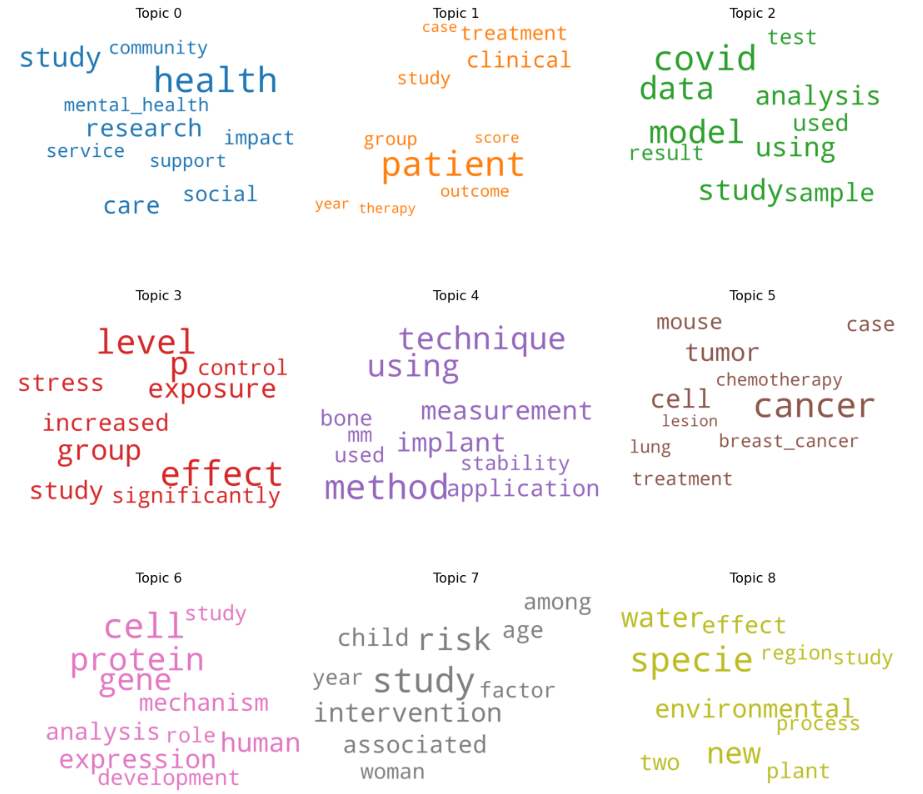 Topic 0
study community
health
mental_health
research impact
service support
social
care
Topic 1
case treatment
clinical
study
group score
patient
outcome
year therapy
Topic 2
test
covid
data analysis
model used
result using
study sample
Topic 3
level
p control
stress exposure
increased
group
effect
study significantly
Topic 4
technique
using
bone measurement
mm implant
used stability
method application
Topic 5
mouse case
tumor
chemotherapy
cell cancer
lesion
lung breast_cancer
treatment
Topic 6
cell study
protein
gene
mechanism
analysis role human
expression
development
Topic 7
among
child risk age
year study factor
intervention
associated
woman
Topic 8
water effect
specie region study
environmental
process
two new plant